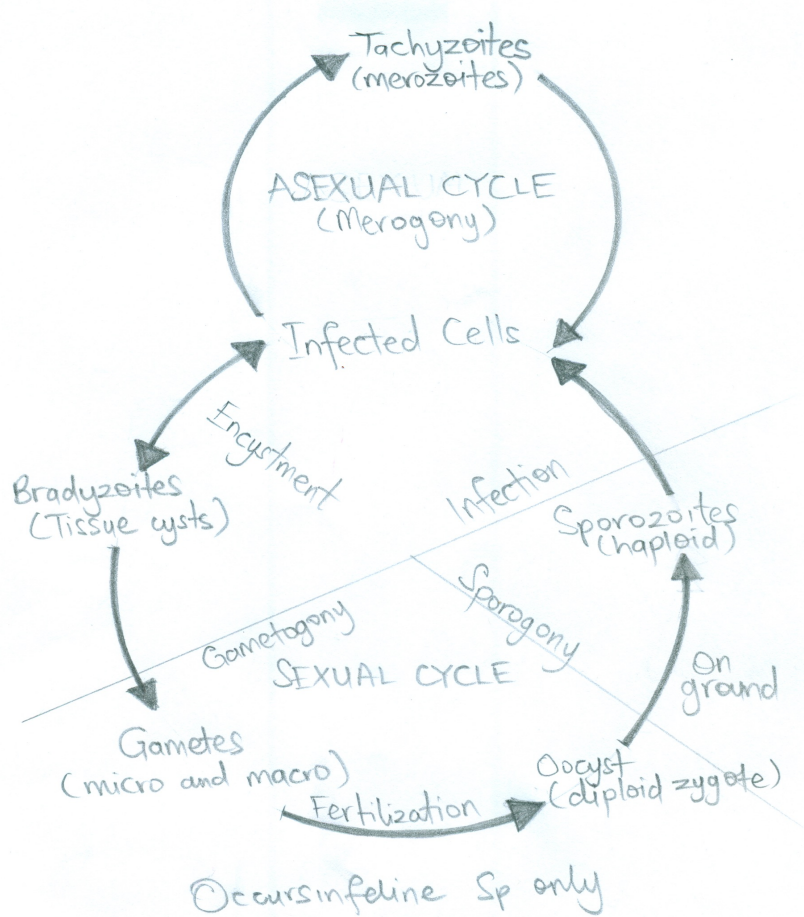 Tachyzoites
(merozoites)
ASEXUAL CYCLE
(Merogony)
Infected Cells
Encystment
Bradyzoites
(Tissue cysts)
Infection
Sporozoites
(haploid)
Sporogony
Gametogony
SEXUAL CYCLE
On
ground
Gametes
(micro and macro)
Oocyst
(diploid zygote)
Fertilization
Occursinfeline Sp only